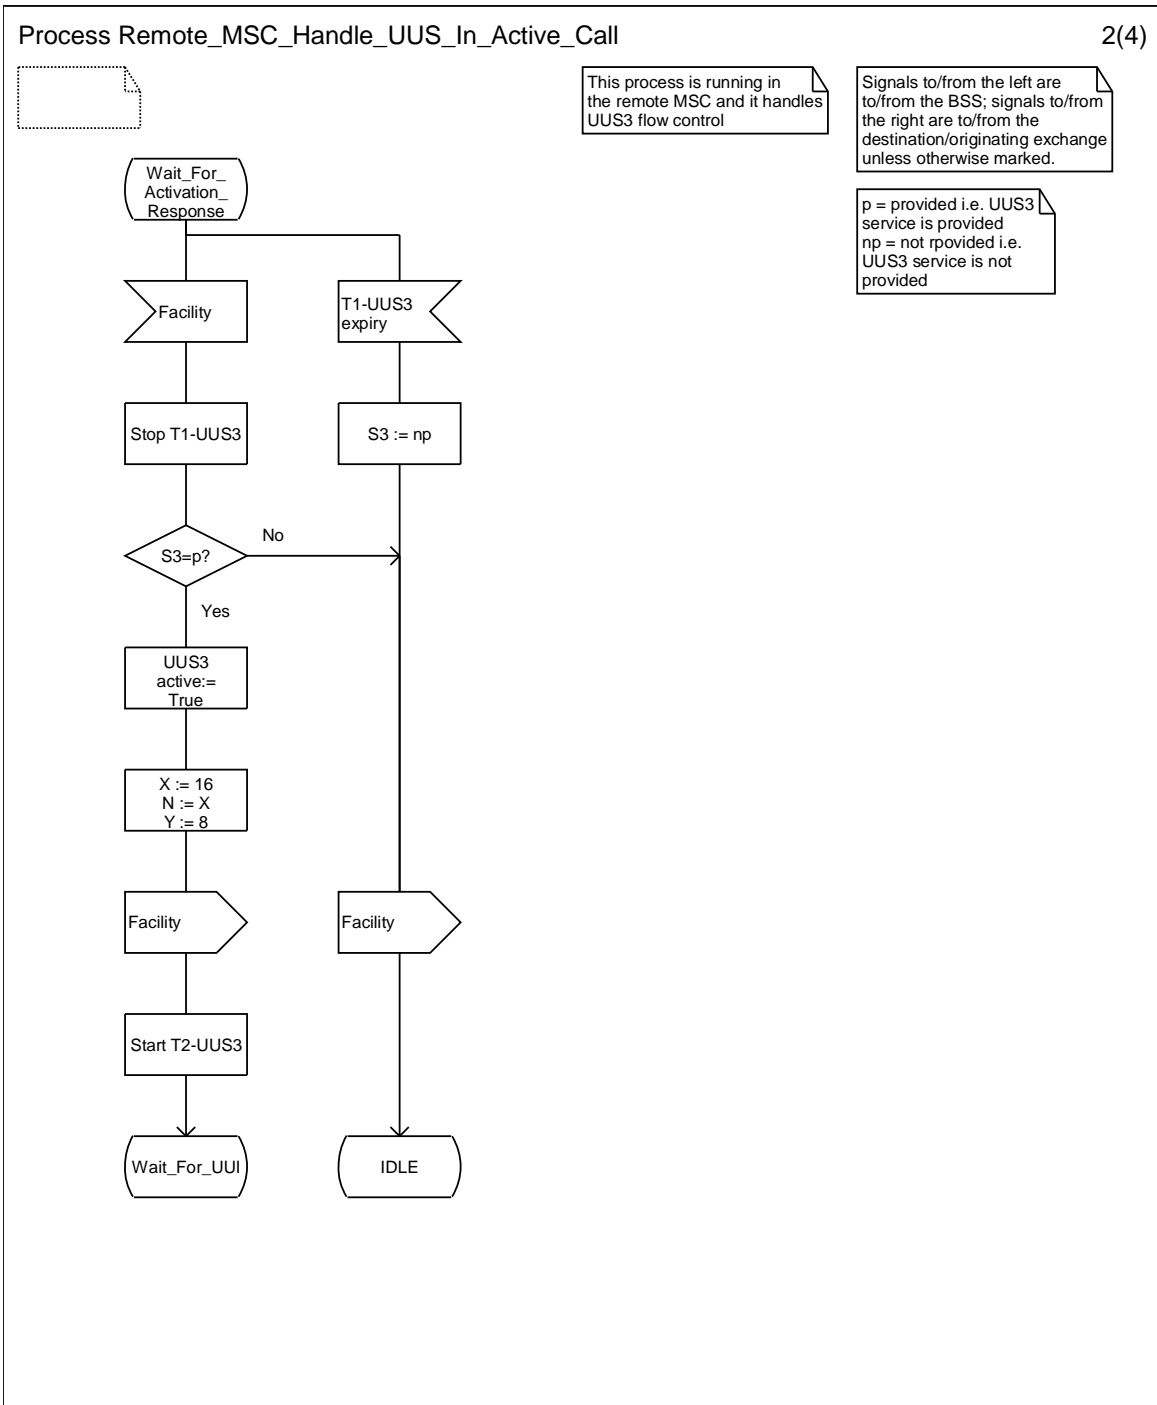 Process Remote_MSC_Handle_UUS_In_Active_Call
2(4)
This process is running in
the remote MSC and it handles
UUS3 flow control
Signals to/from the left are
to/from the BSS; signals to/from
the right are to/from the
destination/originating exchange
unless otherwise marked.
p = provided i.e. UUS3
service is provided
np = not rpovided i.e.
UUS3 service is not
provided
Wait_For_
Activation_
Response
Facility
T1-UUS3
expiry
Stop T1-UUS3
S3 := np
S3=p?
No
Yes
UUS3
active:=
True
X := 16
N := X
Y := 8
Facility
Facility
Start T2-UUS3
Wait_For_UUI
IDLE